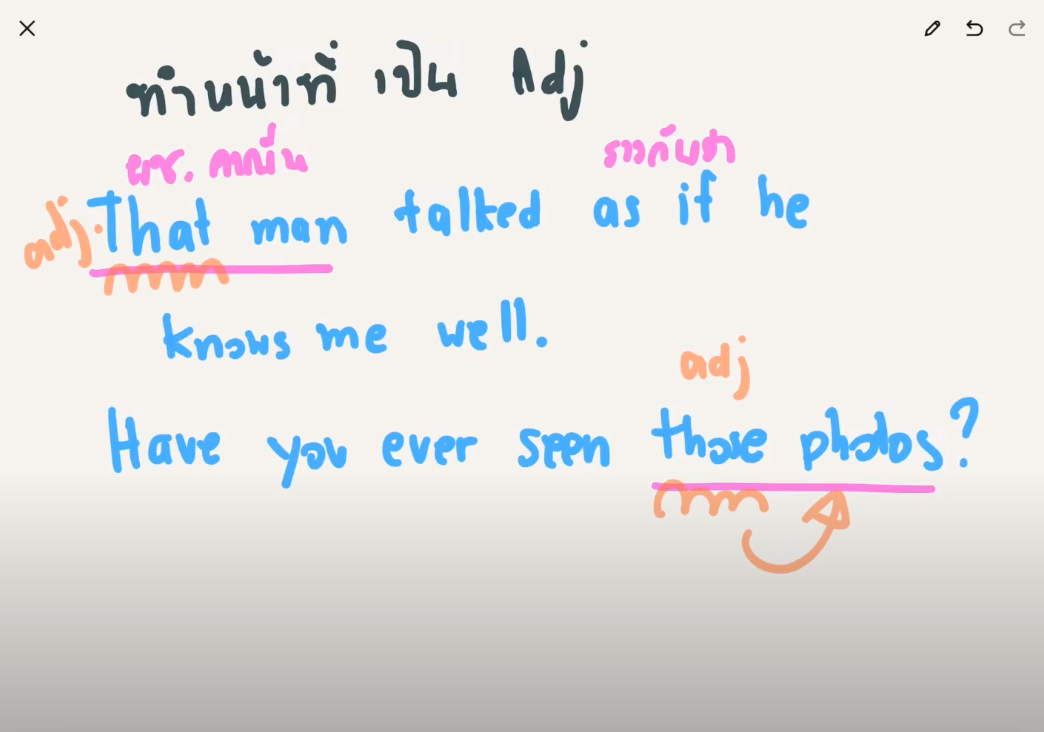 ทำหน้าที่ เป็น Adj
ผช. คนนั้น ราวกับว่า
adj. That man talked as if he
knows me well.
adj
Have you ever seen those photos?